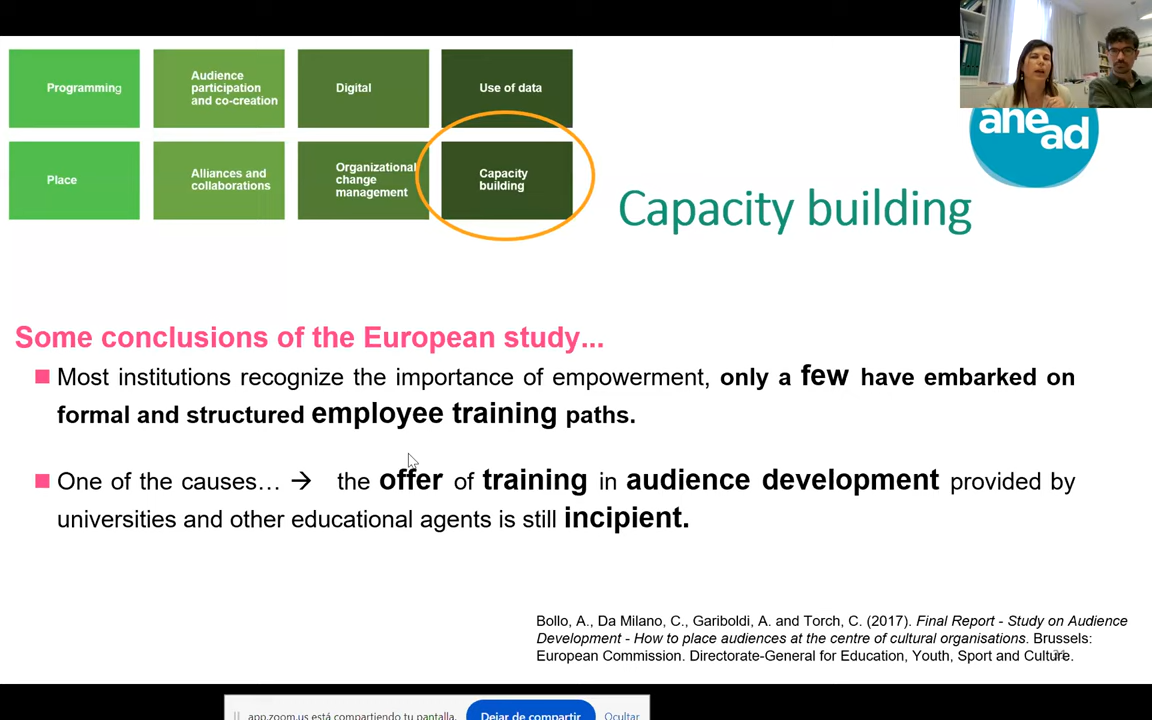 Programming
Audience
participation
and co-creation
Digital
Use of data
Place
Alliances and
collaborations
Organizational
change
management
Capacity
building
ahead
Capacity building
Some conclusions of the European study...
Most institutions recognize the importance of empowerment, only a few have embarked on
formal and structured employee training paths.
One of the causes… → the offer of training in audience development provided by
universities and other educational agents is still incipient.
Bollo, A., Da Milano, C., Gariboldi, A. and Torch, C. (2017). Final Report - Study on Audience
Development - How to place audiences at the centre of cultural organisations. Brussels:
European Commission. Directorate-General for Education, Youth, Sport and Culture.
app.zoom.us está compartiendo tu pantalla.
Dejar de compartir
Ocultar